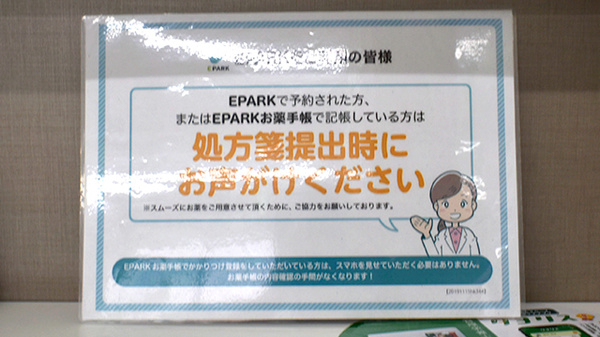 EPARK
の皆様
EPARKで予約された方、
またはEPARKお薬手帳で記帳している方は
処方箋提出時に
お声がけください
※スムーズにお薬をご用意させて頂くために、ご協力をお願いしております。
EPARKお薬手帳でかかりつけ登録をしていただいている方は、スマホを見せていただく必要はありません。
お薬手帳の内容確認の手間がなくなります！